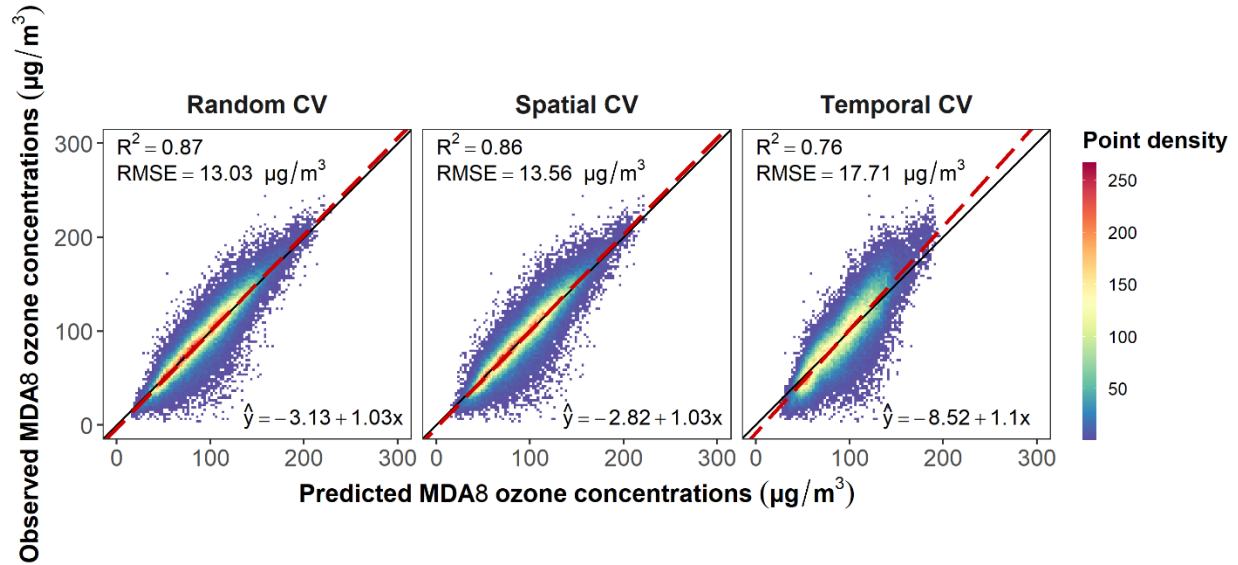 Observed MDA8 ozone concentrations (µg/m³)
Random CV
R² = 0.87
RMSE = 13.03 µg/m³
ŷ = −3.13 + 1.03x
Spatial CV
R² = 0.86
RMSE = 13.56 µg/m³
ŷ = −2.82 + 1.03x
Temporal CV
R² = 0.76
RMSE = 17.71 µg/m³
ŷ = −8.52 + 1.1x
300
200
100
0
0 100 200 300
0 100 200 300
0 100 200 300
Predicted MDA8 ozone concentrations (µg/m³)
Point density
250
200
150
100
50